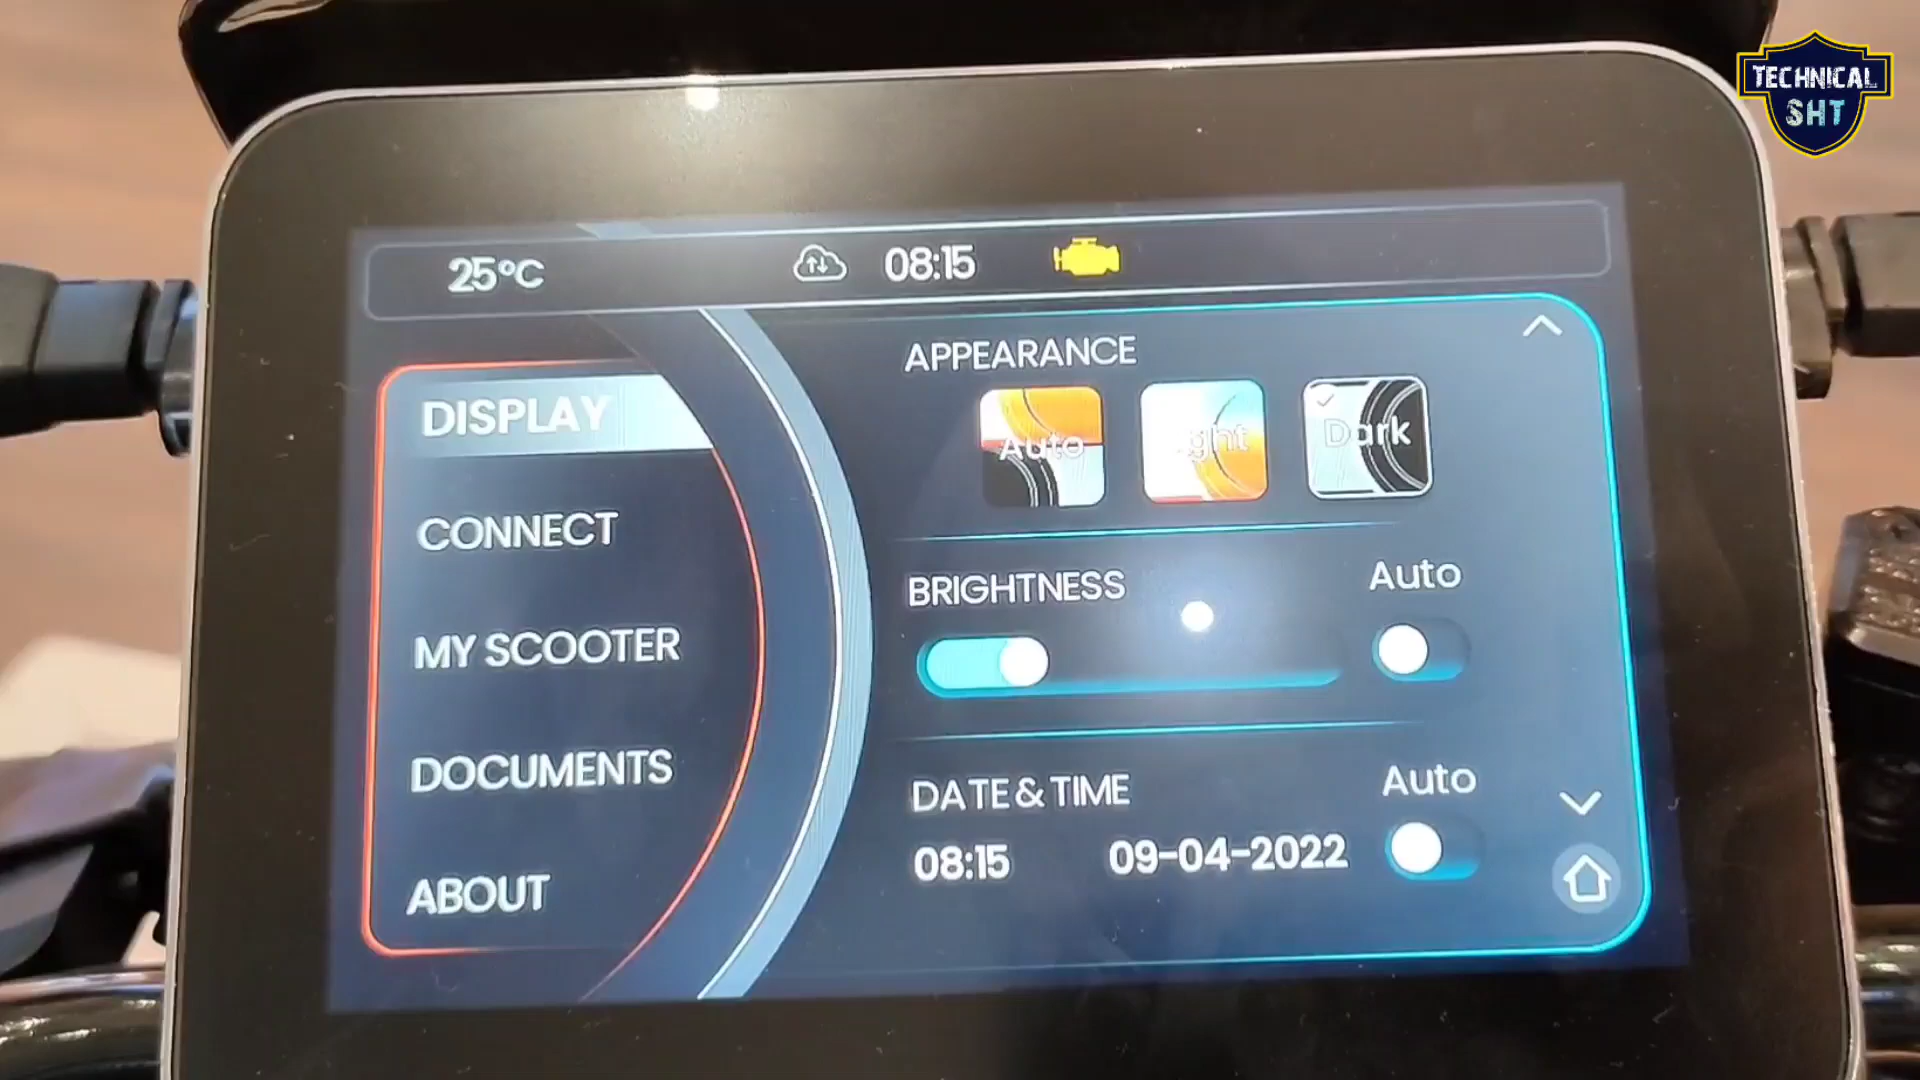 TECHNICAL
SHT
25°C
08:15
DISPLAY
CONNECT
MY SCOOTER
DOCUMENTS
ABOUT
APPEARANCE
Auto
Light
Dark
BRIGHTNESS
Auto
DATE & TIME
Auto
08:15
09-04-2022